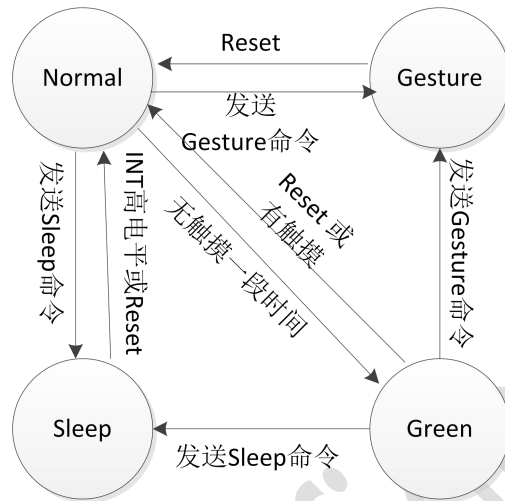 Reset
Normal
Gesture
发送
Gesture命令
发送Sleep命令
INT高电平或Reset
Reset 或
有触摸
无触摸一段时间
发送Gesture命令
Sleep
Green
发送Sleep命令